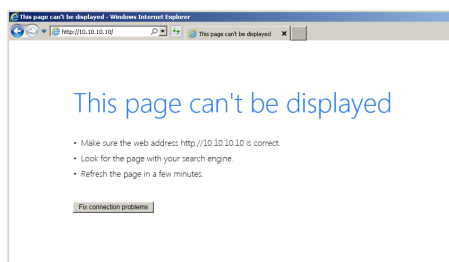 This page can't be displayed - Windows Internet Explorer
http://10.10.10.10/
This page can't be displayed
This page can't be displayed
• Make sure the web address http://10.10.10.10 is correct.
• Look for the page with your search engine.
• Refresh the page in a few minutes.
Fix connection problems